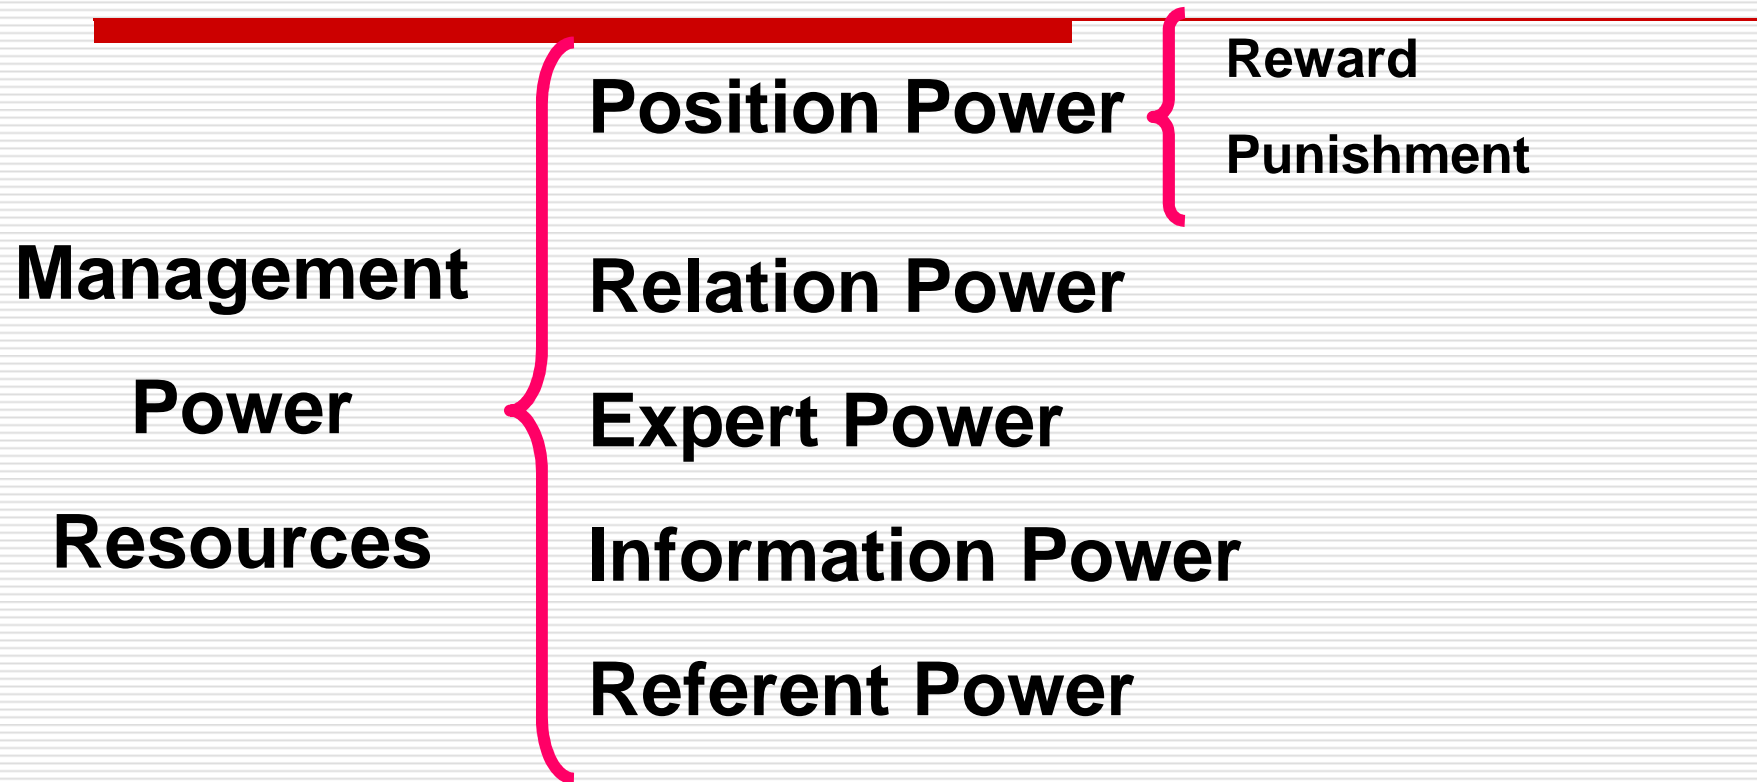 Management
Power
Resources
Position Power
Reward
Punishment
Relation Power
Expert Power
Information Power
Referent Power